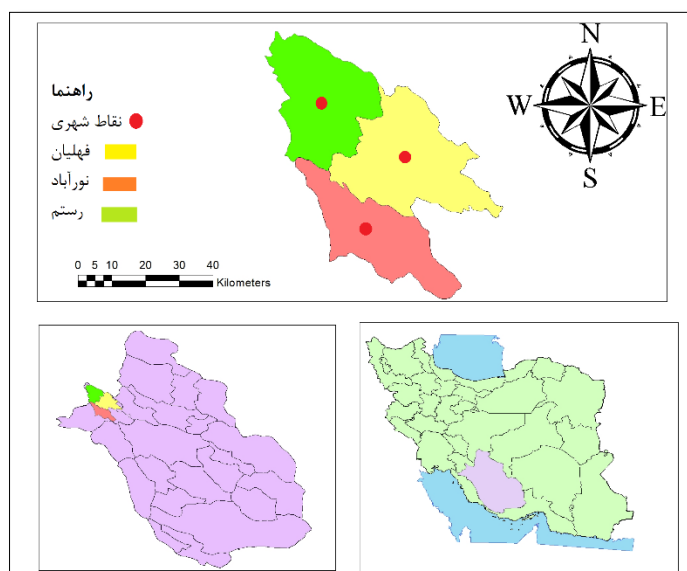 N
W E
S
راهنما
نقاط شهری
فهلیان
نورآباد
رستم
0 5 10 20 30 40
Kilometers